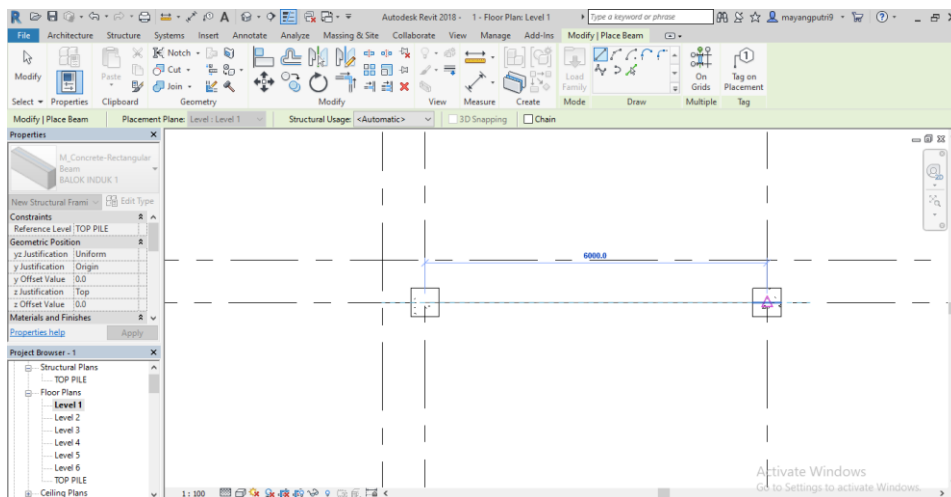 Autodesk Revit 2018 - 1 - Floor Plan: Level 1
Type a keyword or phrase
mayangputri9
File Architecture Structure Systems Insert Annotate Analyze Massing & Site Collaborate View Manage Add-Ins Modify | Place Beam
Modify
Properties
Paste
Notch
Cut
Join
Load Family
On Grids
Tag on Placement
Select Properties Clipboard Geometry Modify View Measure Create Mode Draw Multiple Tag
Modify | Place Beam Placement Plane: Level : Level 1 Structural Usage: <Automatic> 3D Snapping Chain
Properties
M_Concrete-Rectangular
Beam
BALOK INDUK 1
New Structural Frami Edit Type
Constraints
Reference Level TOP PILE
Geometric Position
yz Justification Uniform
y Justification Origin
y Offset Value 0.0
z Justification Top
z Offset Value 0.0
Materials and Finishes
Properties help Apply
Project Browser - 1
Structural Plans
TOP PILE
Floor Plans
Level 1
Level 2
Level 3
Level 4
Level 5
Level 6
TOP PILE
Ceiling Plans
6000.0
1 : 100
Activate Windows
Go to Settings to activate Windows.